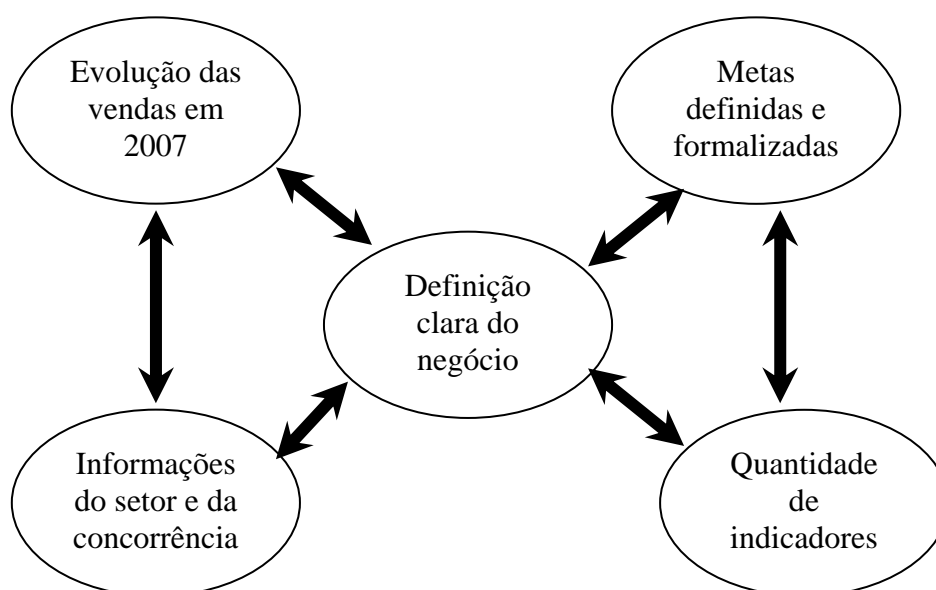 Evolução das
vendas em
2007
Metas
definidas e
formalizadas
Definição
clara do
negócio
Informações
do setor e da
concorrência
Quantidade
de
indicadores